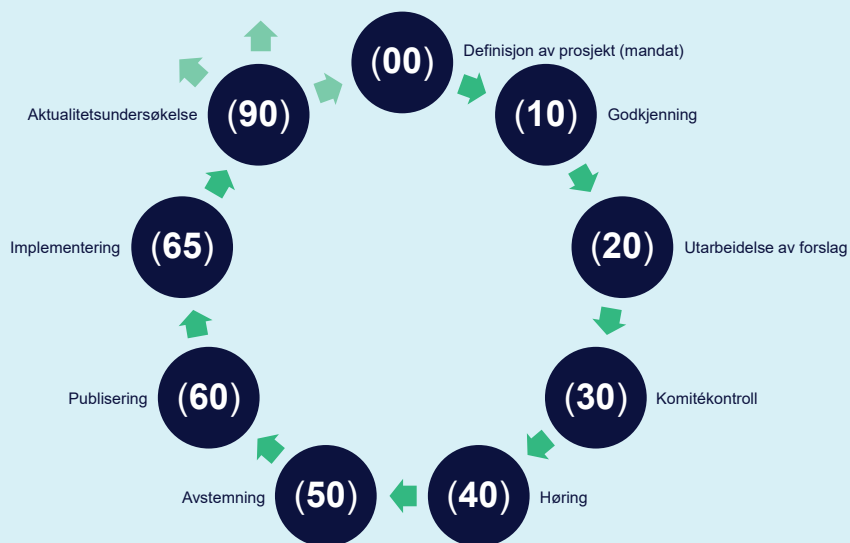 (00)
Definisjon av prosjekt (mandat)
(10)
Godkjenning
(20)
Utarbeidelse av forslag
(30)
Komitékontroll
(40)
Høring
(50)
Avstemning
(60)
Publisering
(65)
Implementering
(90)
Aktualitetsundersøkelse